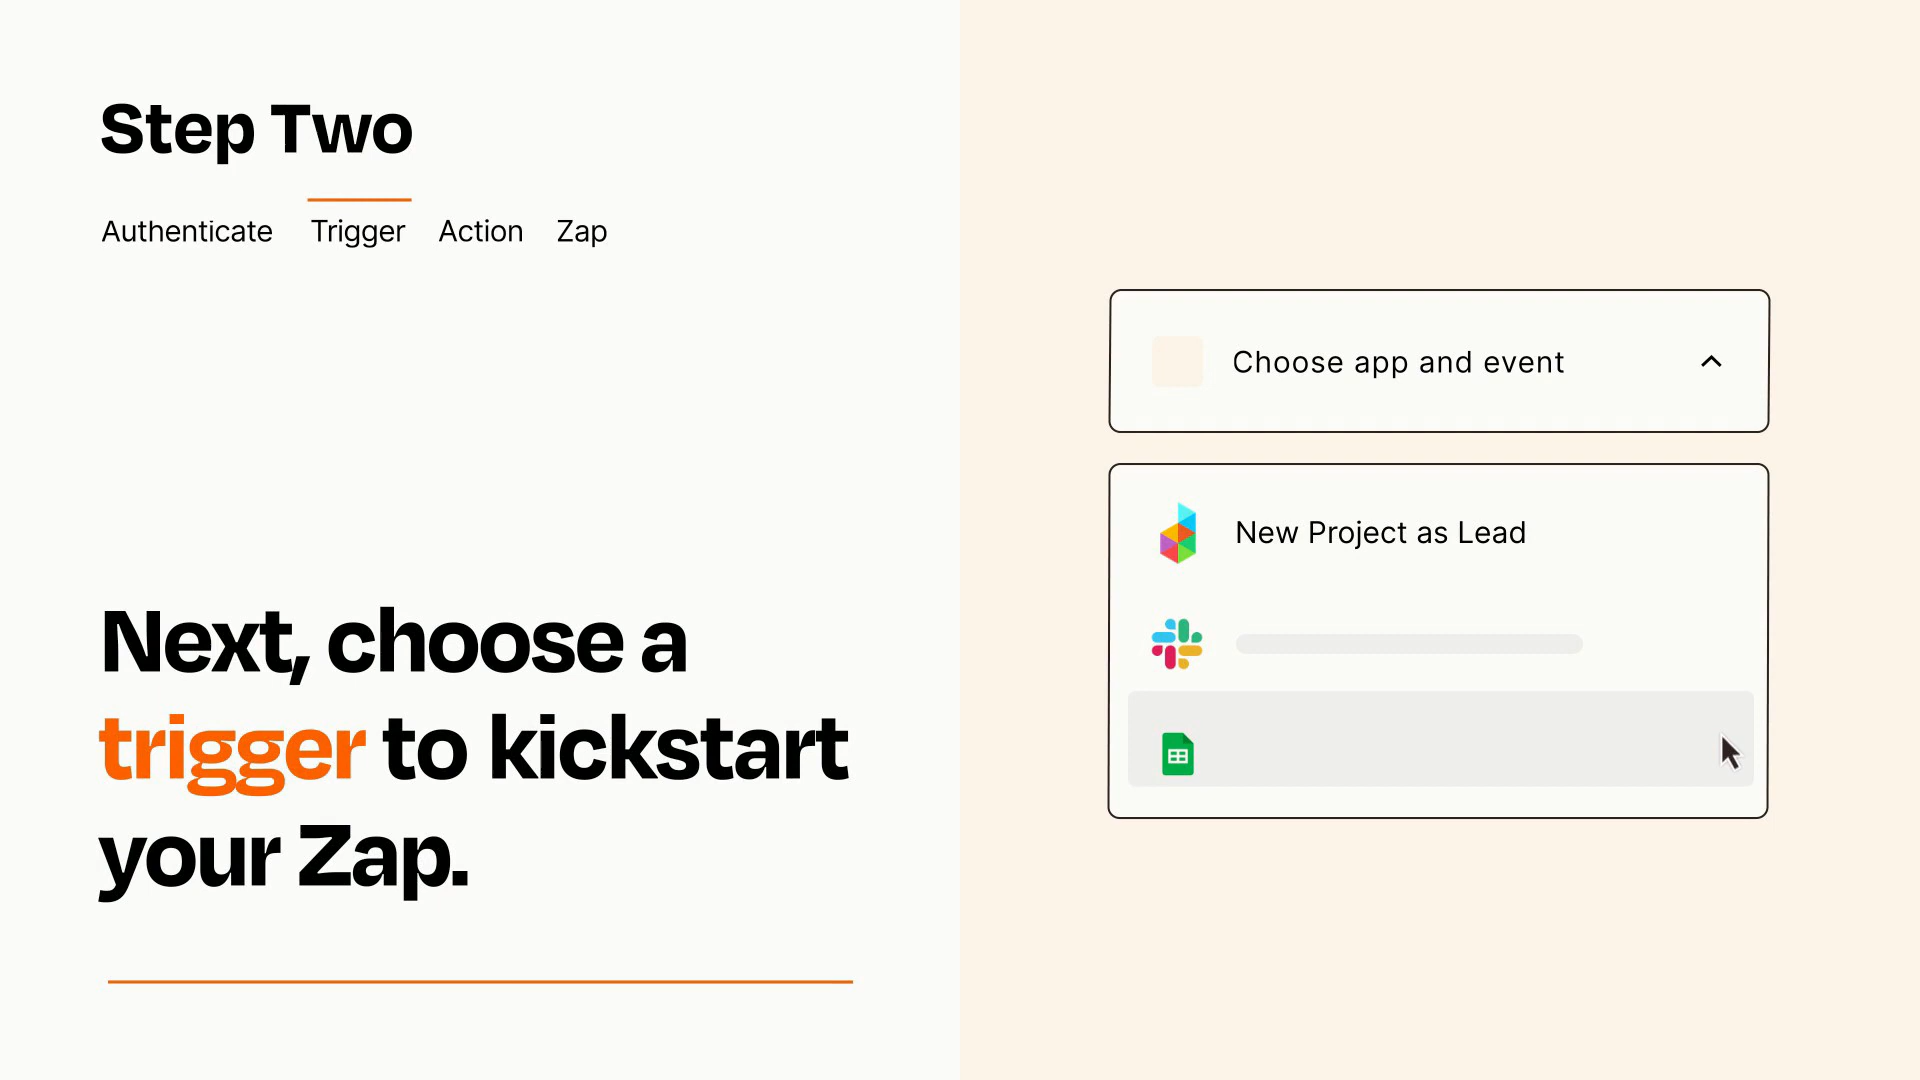 Step Two
Authenticate Trigger Action Zap
Next, choose a
trigger to kickstart
your Zap.
Choose app and event
New Project as Lead